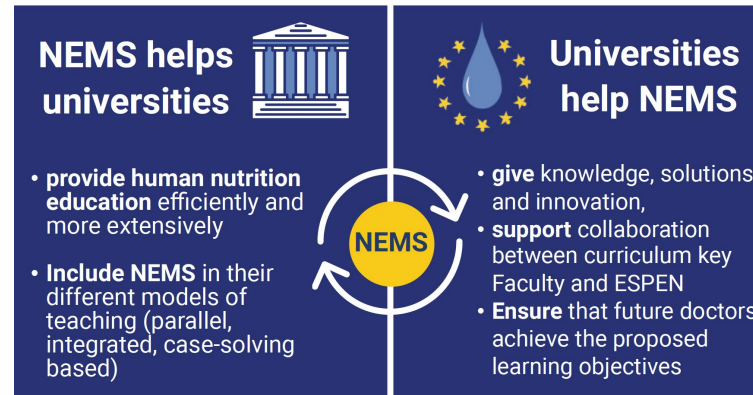 NEMS helps
universities
• provide human nutrition
education efficiently and
more extensively
• Include NEMS in their
different models of
teaching (parallel,
integrated, case-solving
based)
NEMS
Universities
help NEMS
• give knowledge, solutions
and innovation,
• support collaboration
between curriculum key
Faculty and ESPEN
• Ensure that future doctors
achieve the proposed
learning objectives